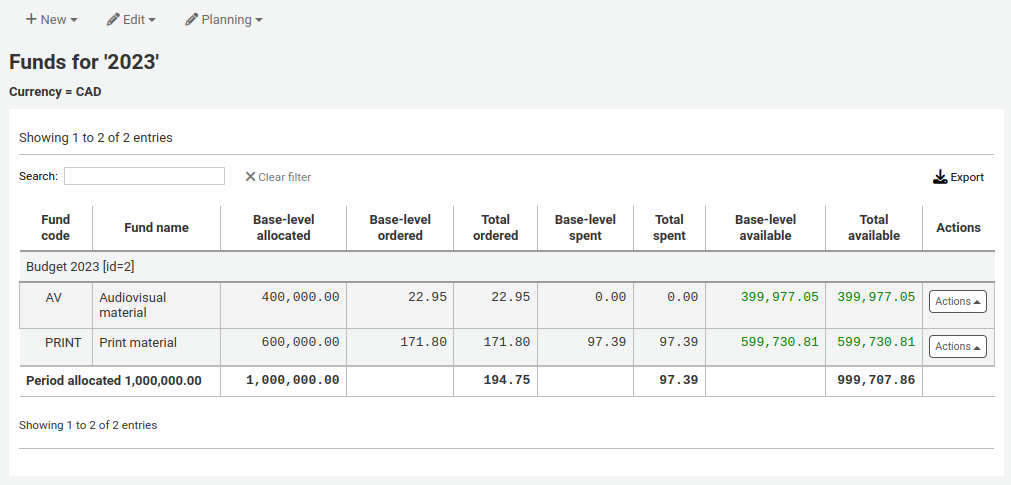 New Edit Planning
Funds for '2023'
Currency = CAD
Showing 1 to 2 of 2 entries
Search: Clear filter Export
Fund code Fund name Base-level allocated Base-level ordered Total ordered Base-level spent Total spent Base-level available Total available Actions
Budget 2023 [id=2]
AV Audiovisual material 400,000.00 22.95 22.95 0.00 0.00 399,977.05 399,977.05 Actions
PRINT Print material 600,000.00 171.80 171.80 97.39 97.39 599,730.81 599,730.81 Actions
Period allocated 1,000,000.00 1,000,000.00 194.75 97.39 999,707.86
Showing 1 to 2 of 2 entries